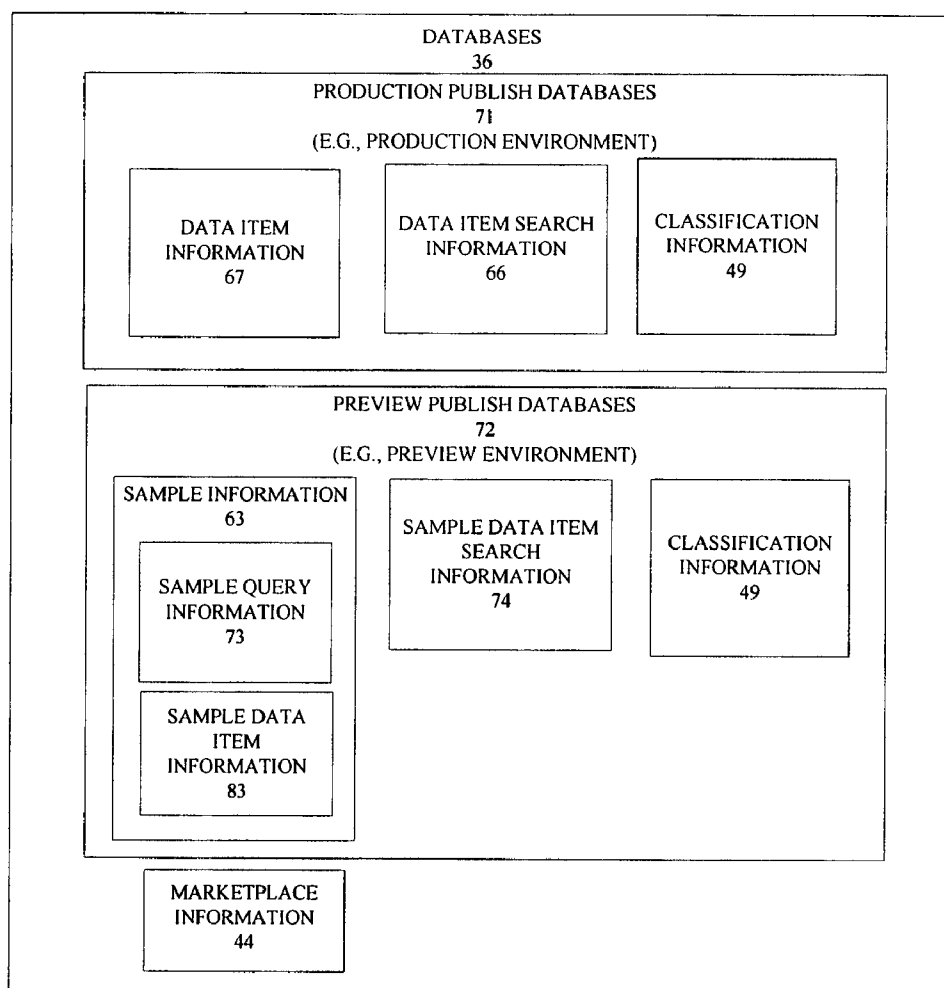 DATABASES
36
PRODUCTION PUBLISH DATABASES
71
(E.G., PRODUCTION ENVIRONMENT)
DATA ITEM
INFORMATION
67
DATA ITEM SEARCH
INFORMATION
66
CLASSIFICATION
INFORMATION
49
PREVIEW PUBLISH DATABASES
72
(E.G., PREVIEW ENVIRONMENT)
SAMPLE INFORMATION
63
SAMPLE QUERY
INFORMATION
73
SAMPLE DATA
ITEM
INFORMATION
83
SAMPLE DATA ITEM
SEARCH
INFORMATION
74
CLASSIFICATION
INFORMATION
49
MARKETPLACE
INFORMATION
44